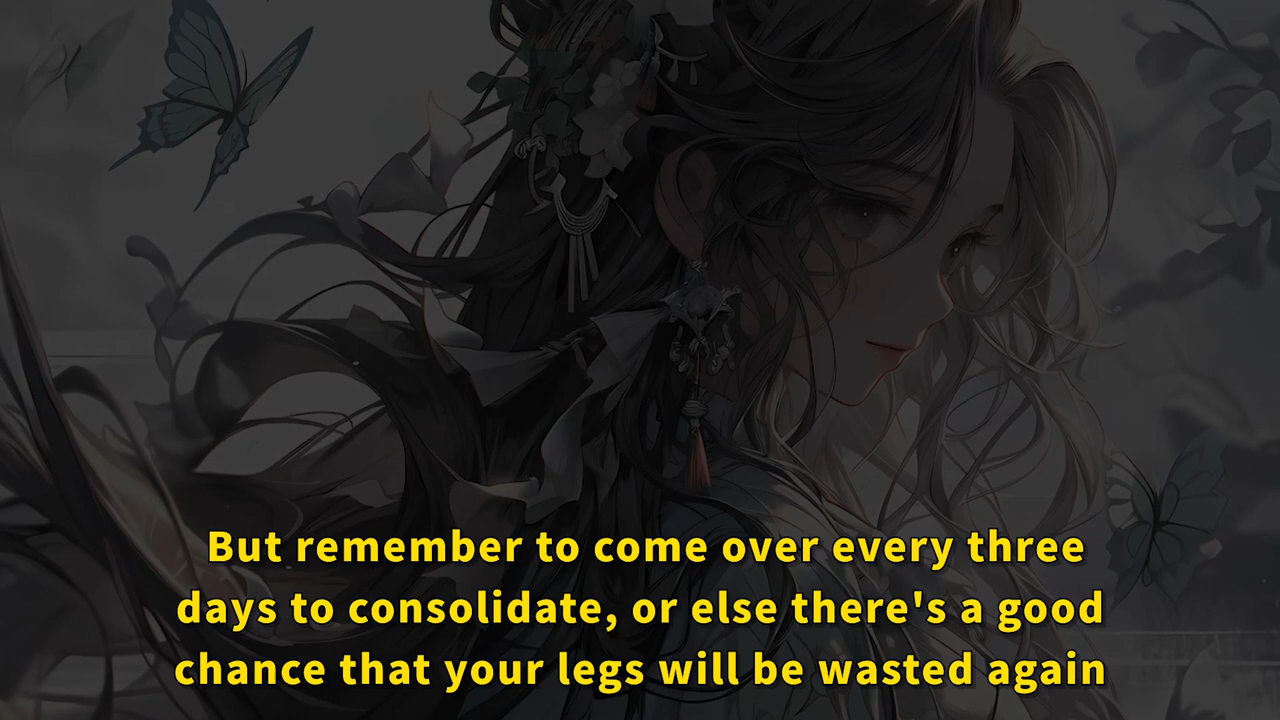 But remember to come over every three
days to consolidate, or else there's a good
chance that your legs will be wasted again